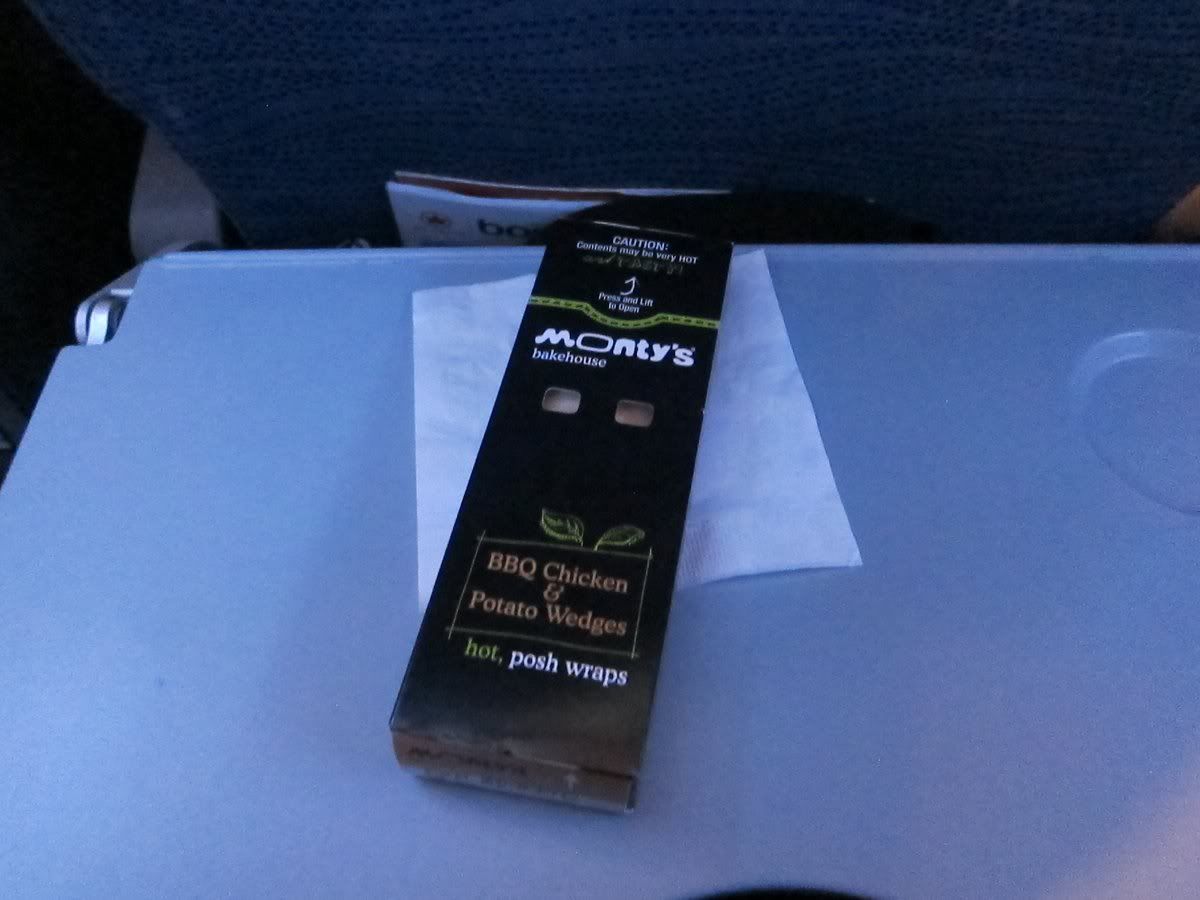 CAUTION:
Contents may be very HOT
Press and Lift
to Open
MOnty's
bakehouse
BBQ Chicken
&
Potato Wedges
hot, posh wraps